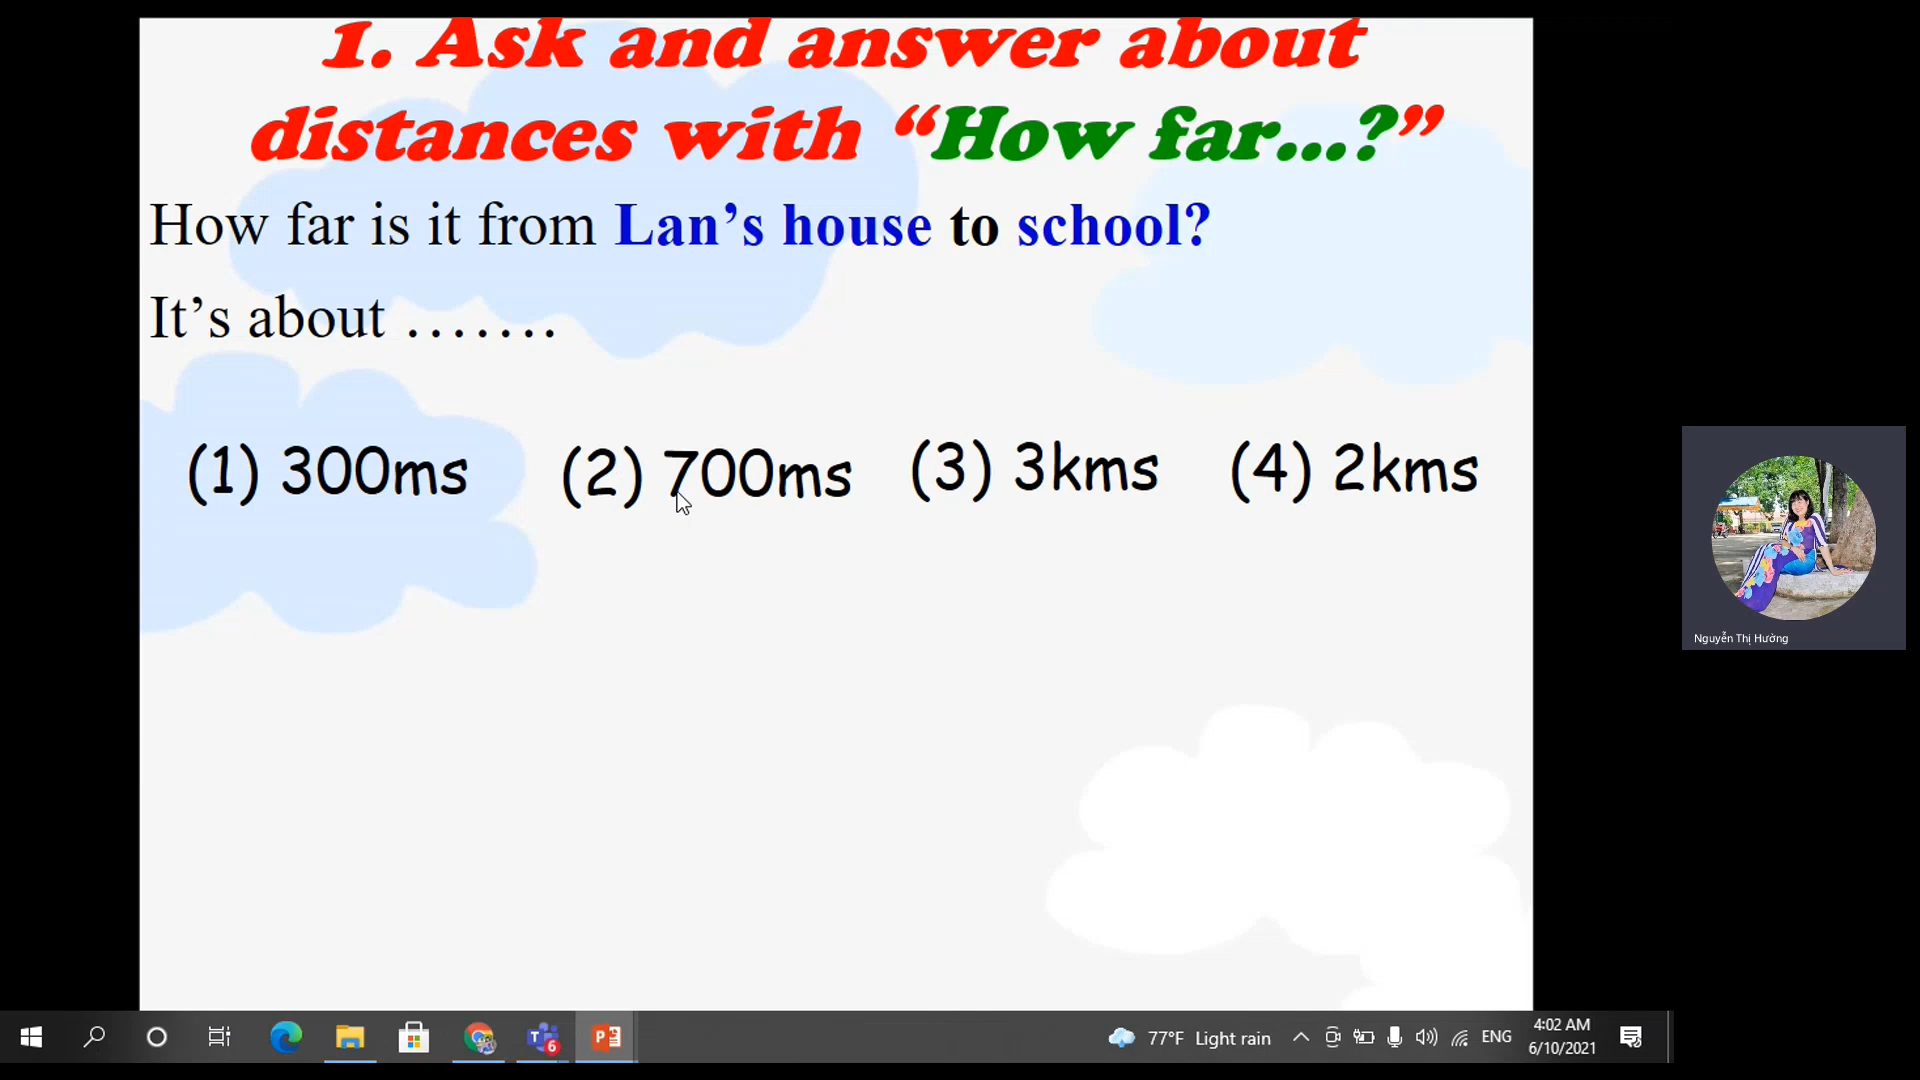 1. Ask and answer about
distances with “How far...?”
How far is it from Lan’s house to school?
It’s about …….
(1) 300ms (2) 700ms (3) 3kms (4) 2kms
Nguyễn Thị Hường
77°F Light rain
ENG
4:02 AM
6/10/2021
6